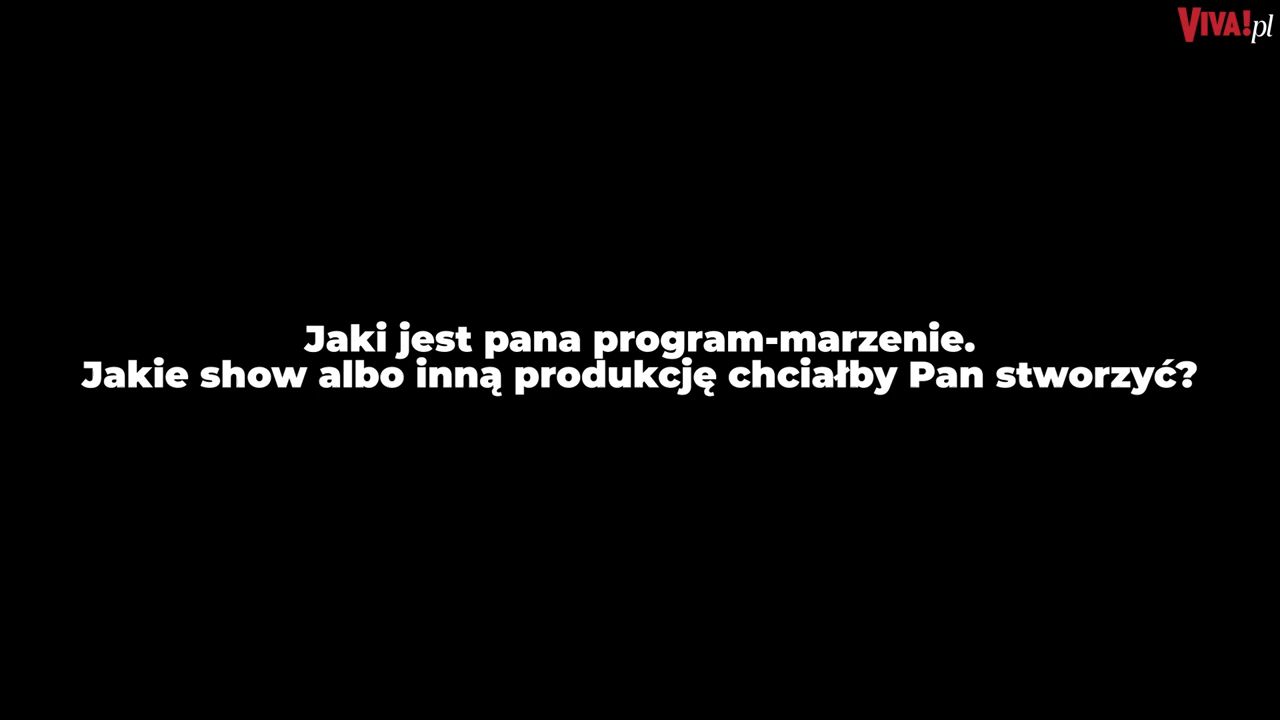 VIVA!pl
Jaki jest pana program-marzenie.
Jakie show albo inną produkcję chciałby Pan stworzyć?